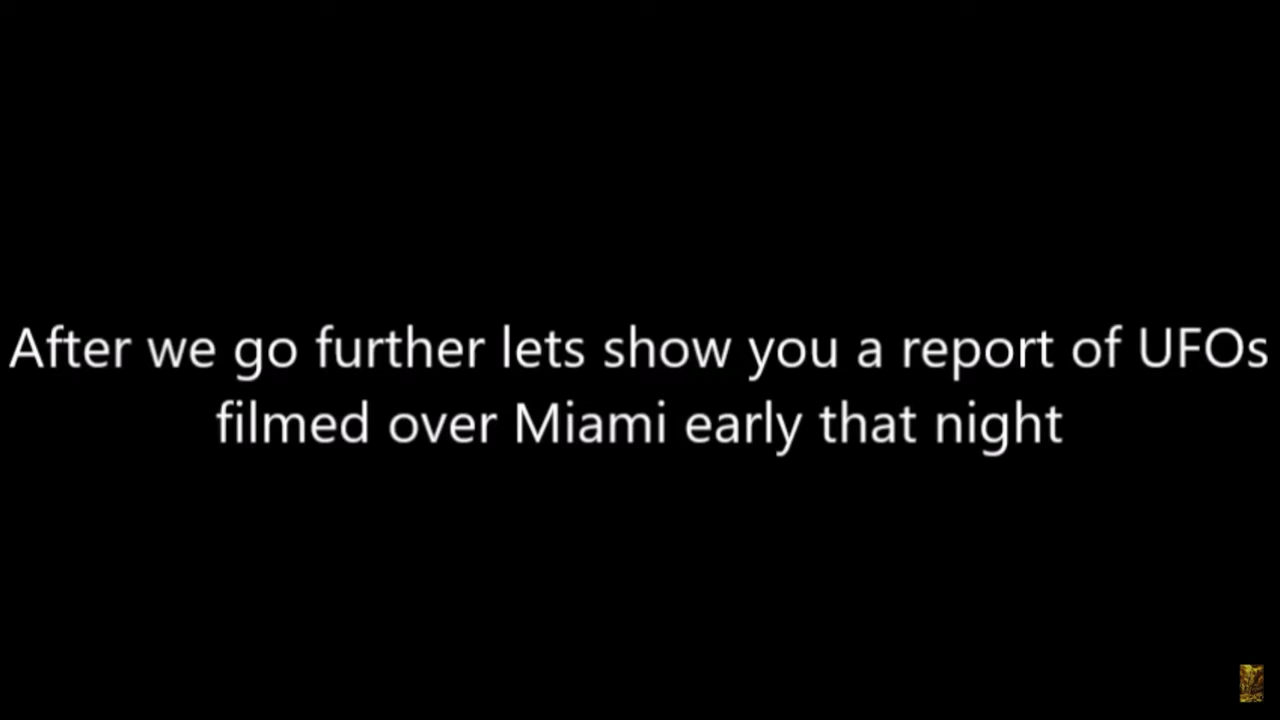 After we go further lets show you a report of UFOs
filmed over Miami early that night